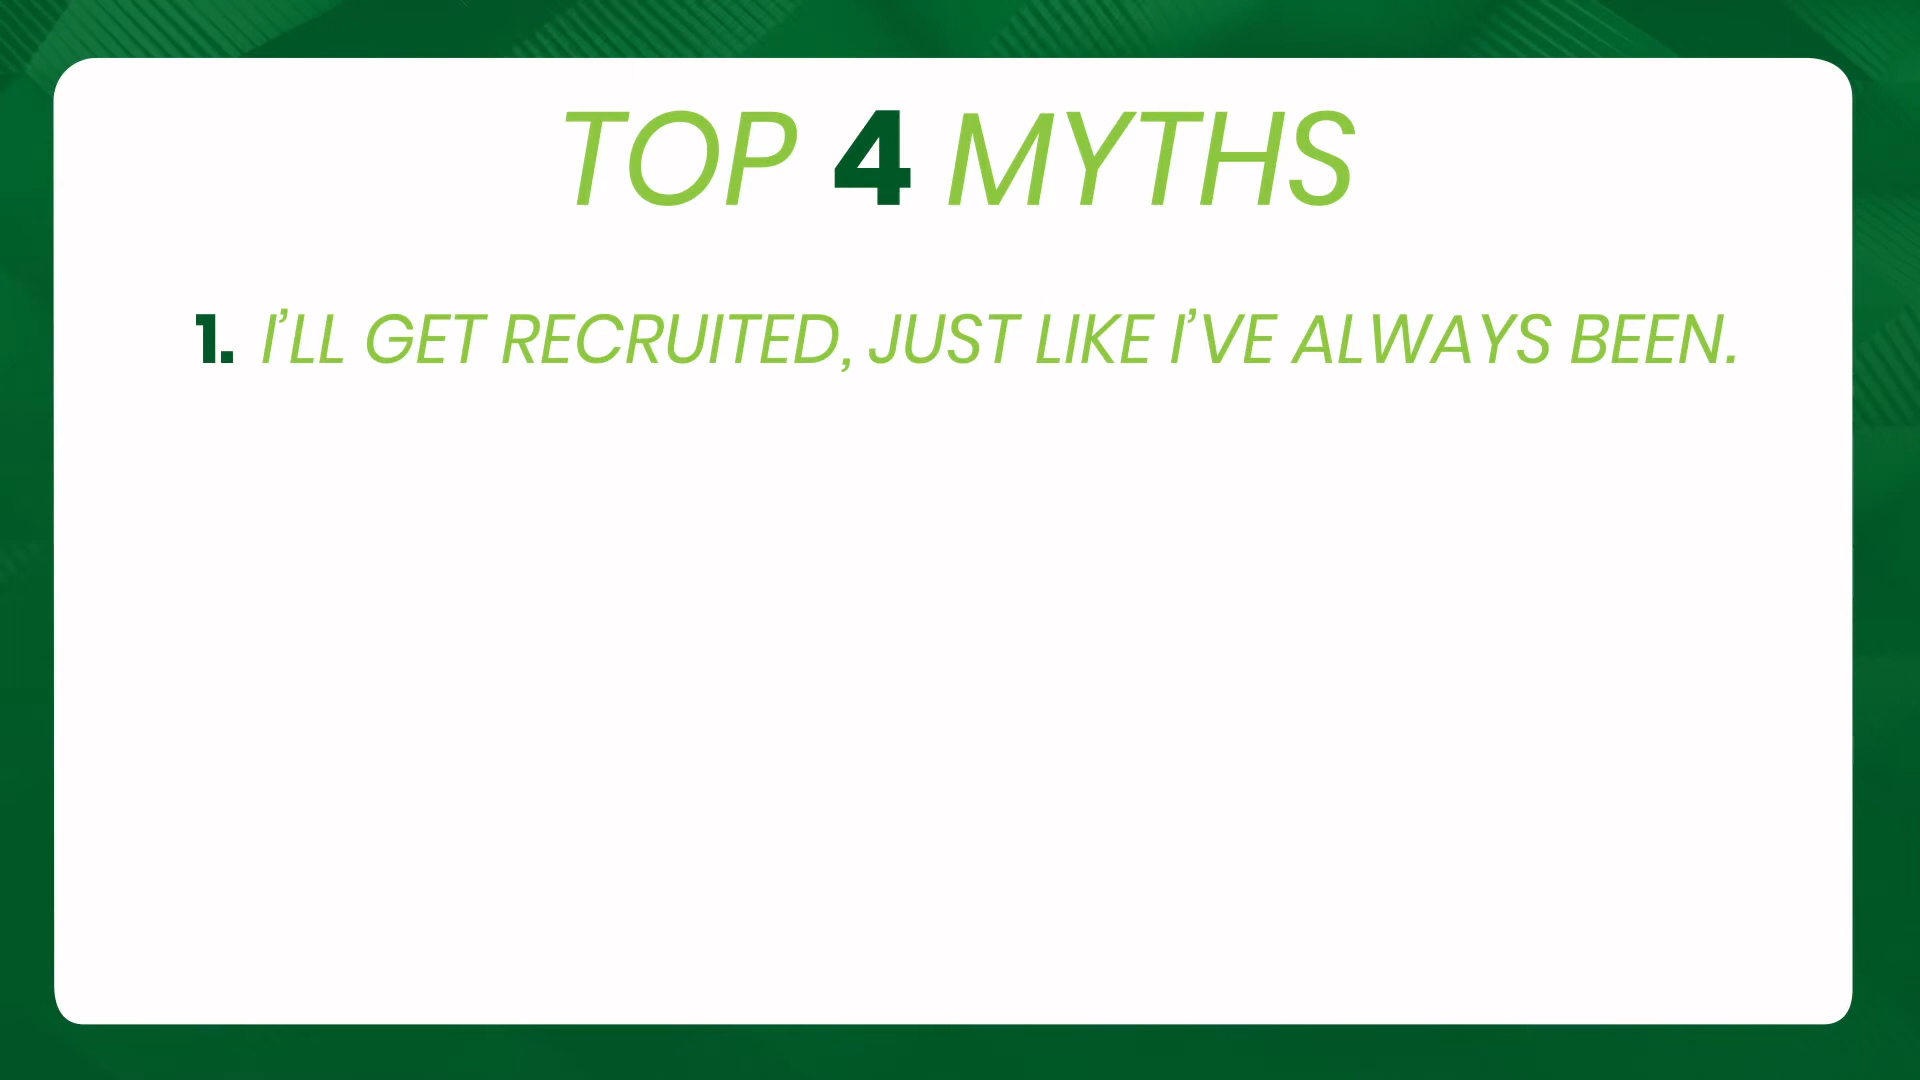 TOP 4 MYTHS
1. I’LL GET RECRUITED, JUST LIKE I’VE ALWAYS BEEN.